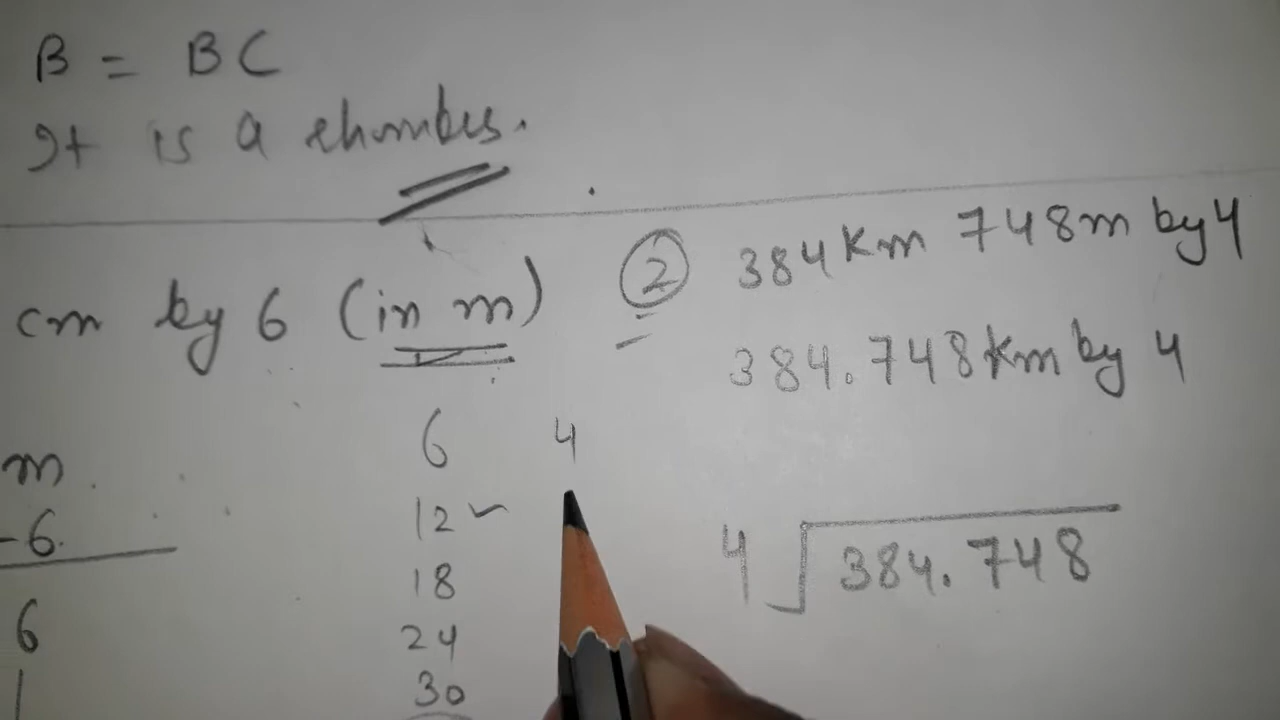 B = BC
It is a rhombus.
cm by 6 (in m)
m
-6.
6
6
12
18
24
30
4
2 384 Km 748m by 4
384.748 Km by 4
4 384.748